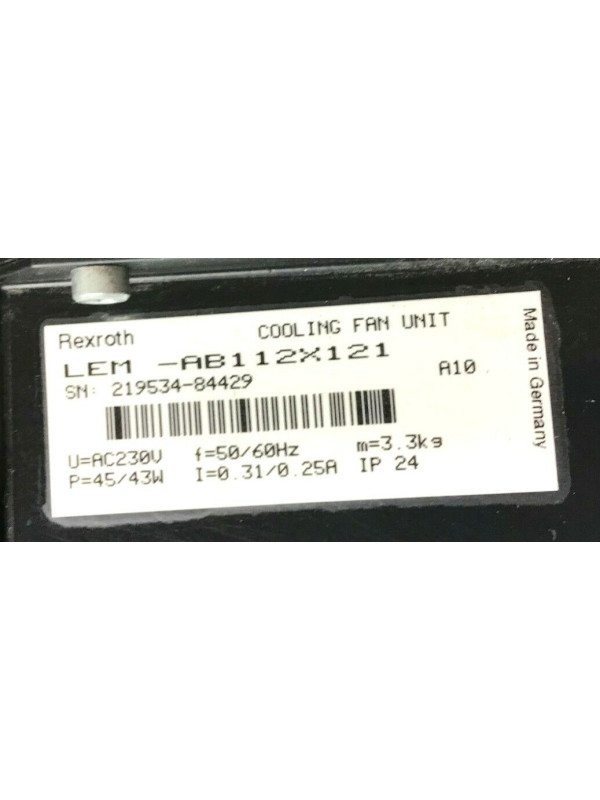 Rexroth COOLING FAN UNIT
LEM -AB112X121
SN: 219534-84429 A10
U=AC230V f=50/60Hz m=3.3kg
P=45/43W I=0.31/0.25A IP 24
Made in Germany